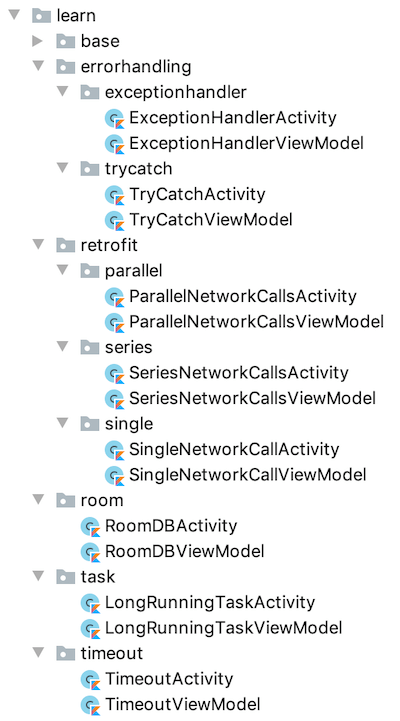 learn
base
errorhandling
exceptionhandler
ExceptionHandlerActivity
ExceptionHandlerViewModel
trycatch
TryCatchActivity
TryCatchViewModel
retrofit
parallel
ParallelNetworkCallsActivity
ParallelNetworkCallsViewModel
series
SeriesNetworkCallsActivity
SeriesNetworkCallsViewModel
single
SingleNetworkCallActivity
SingleNetworkCallViewModel
room
RoomDBActivity
RoomDBViewModel
task
LongRunningTaskActivity
LongRunningTaskViewModel
timeout
TimeoutActivity
TimeoutViewModel